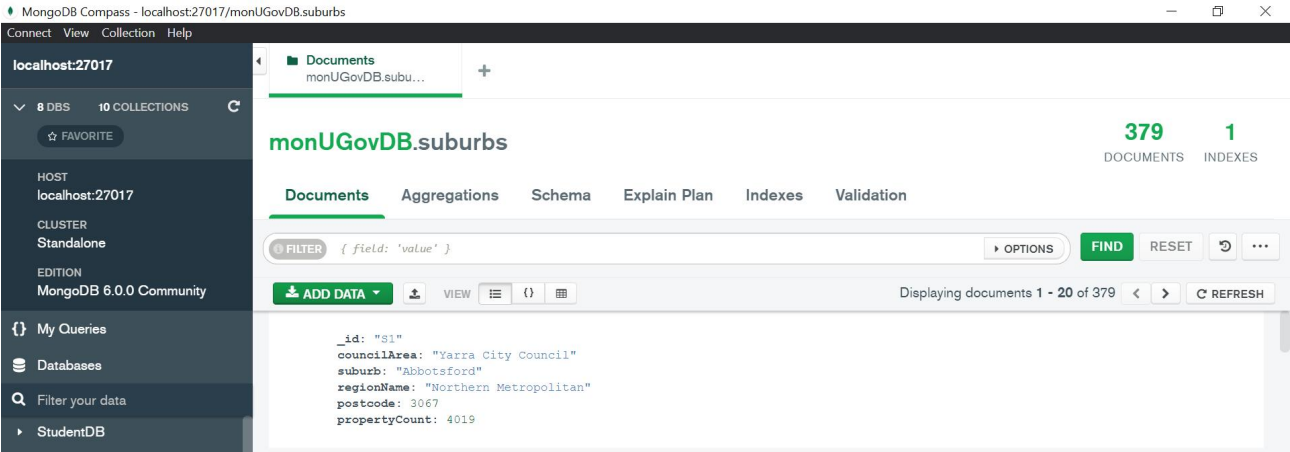 MongoDB Compass - localhost:27017/monUGovDB.suburbs
Connect View Collection Help
localhost:27017
8 DBS 10 COLLECTIONS
FAVORITE
HOST
localhost:27017
CLUSTER
Standalone
EDITION
MongoDB 6.0.0 Community
{} My Queries
Databases
Filter your data
StudentDB
Documents
monUGovDB.subu...
+
monUGovDB.suburbs
379
DOCUMENTS
1
INDEXES
Documents Aggregations Schema Explain Plan Indexes Validation
FILTER { field: 'value' } OPTIONS FIND RESET ...
ADD DATA VIEW {} Displaying documents 1 - 20 of 379 < > REFRESH
_id: "S1"
councilArea: "Yarra City Council"
suburb: "Abbotsford"
regionName: "Northern Metropolitan"
postcode: 3067
propertyCount: 4019